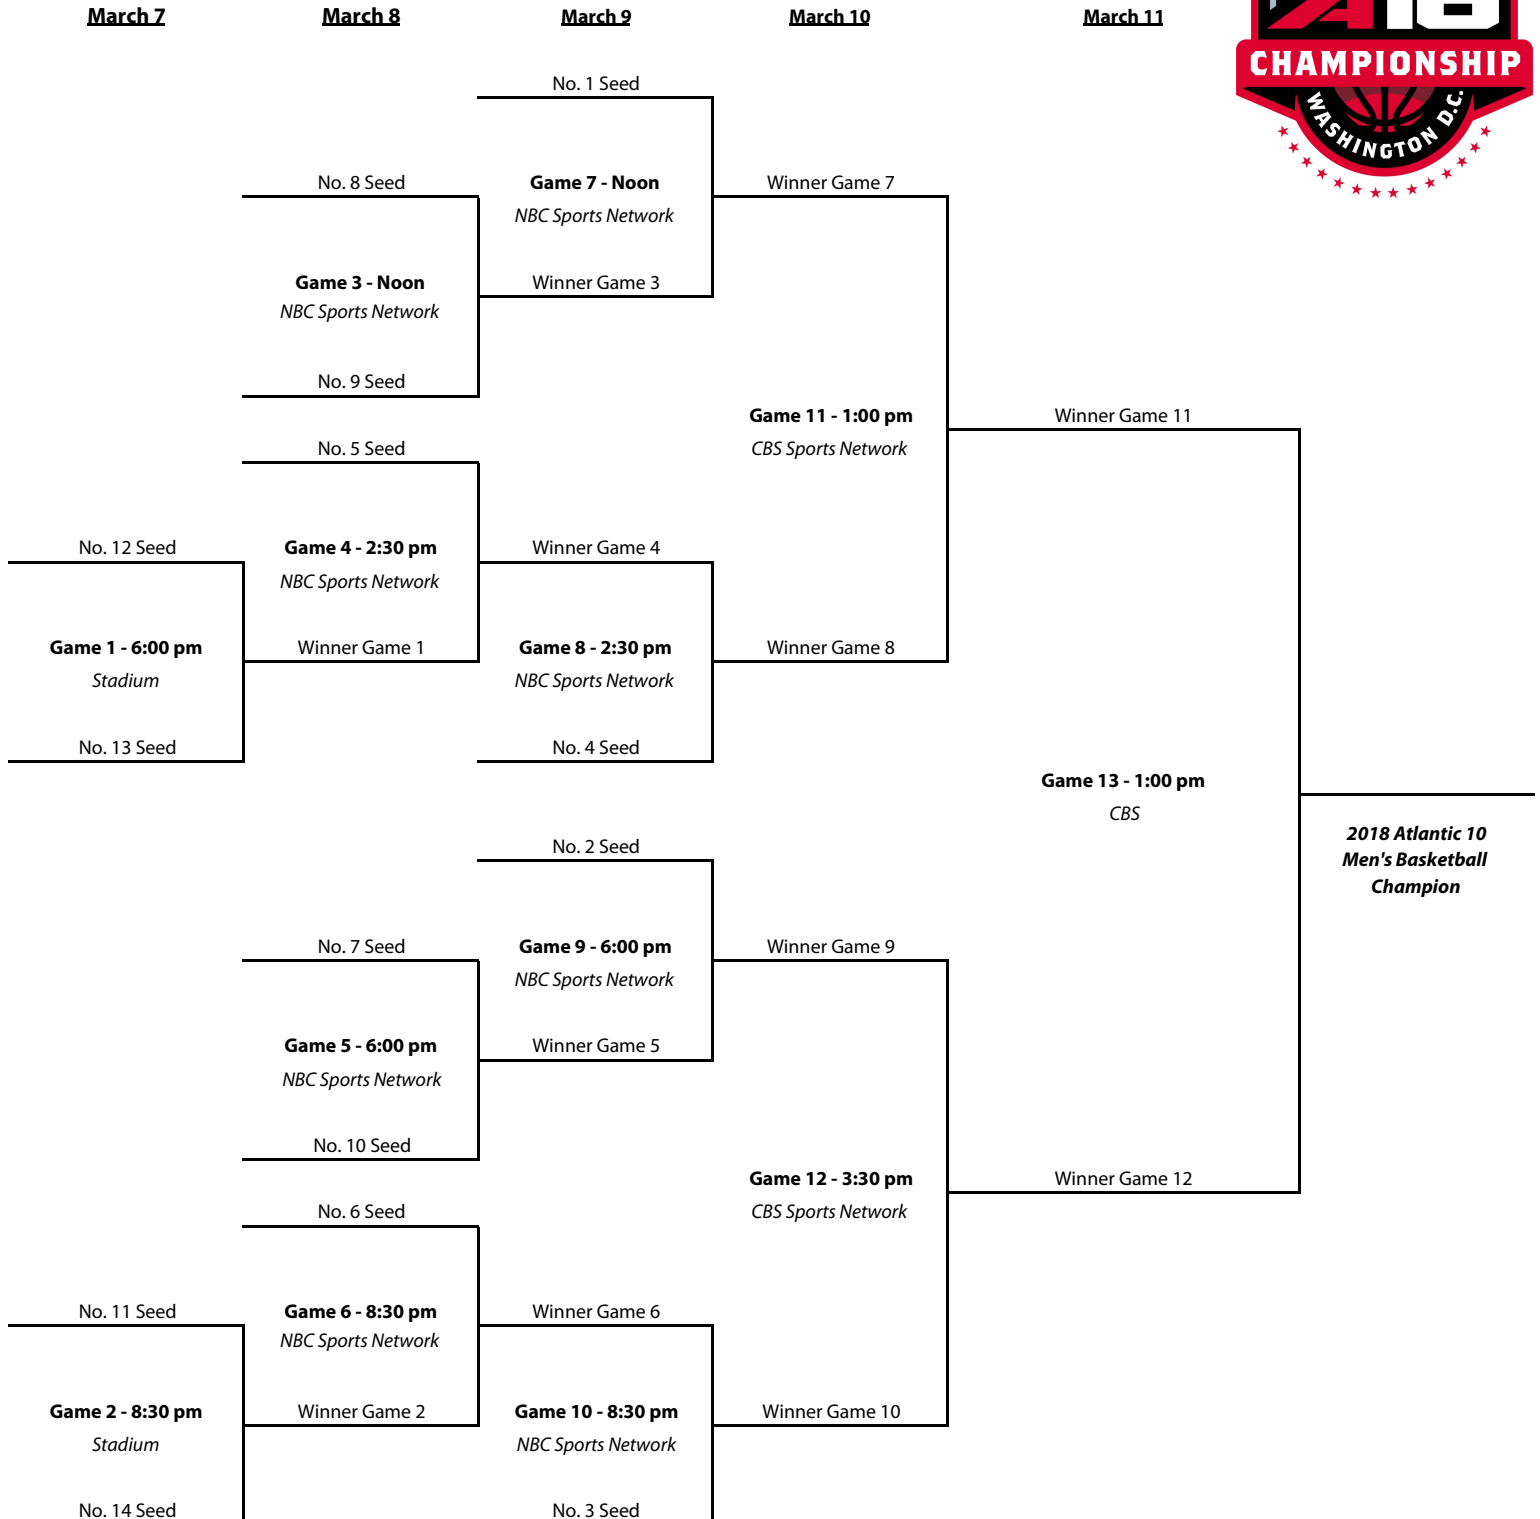 March 7
March 8
March 9
March 10
March 11
CHAMPIONSHIP
WASHINGTON D.C.
No. 1 Seed
No. 8 Seed
Game 7 - Noon
Winner Game 7
NBC Sports Network
Game 3 - Noon
Winner Game 3
NBC Sports Network
No. 9 Seed
Game 11 - 1:00 pm
Winner Game 11
No. 5 Seed
CBS Sports Network
No. 12 Seed
Game 4 - 2:30 pm
Winner Game 4
NBC Sports Network
Game 1 - 6:00 pm
Winner Game 1
Game 8 - 2:30 pm
Winner Game 8
Stadium
NBC Sports Network
No. 13 Seed
No. 4 Seed
Game 13 - 1:00 pm
CBS
2018 Atlantic 10
Men's Basketball
Champion
No. 2 Seed
No. 7 Seed
Game 9 - 6:00 pm
Winner Game 9
NBC Sports Network
Game 5 - 6:00 pm
Winner Game 5
NBC Sports Network
No. 10 Seed
Game 12 - 3:30 pm
Winner Game 12
No. 6 Seed
CBS Sports Network
No. 11 Seed
Game 6 - 8:30 pm
Winner Game 6
NBC Sports Network
Game 2 - 8:30 pm
Winner Game 2
Game 10 - 8:30 pm
Winner Game 10
Stadium
NBC Sports Network
No. 14 Seed
No. 3 Seed